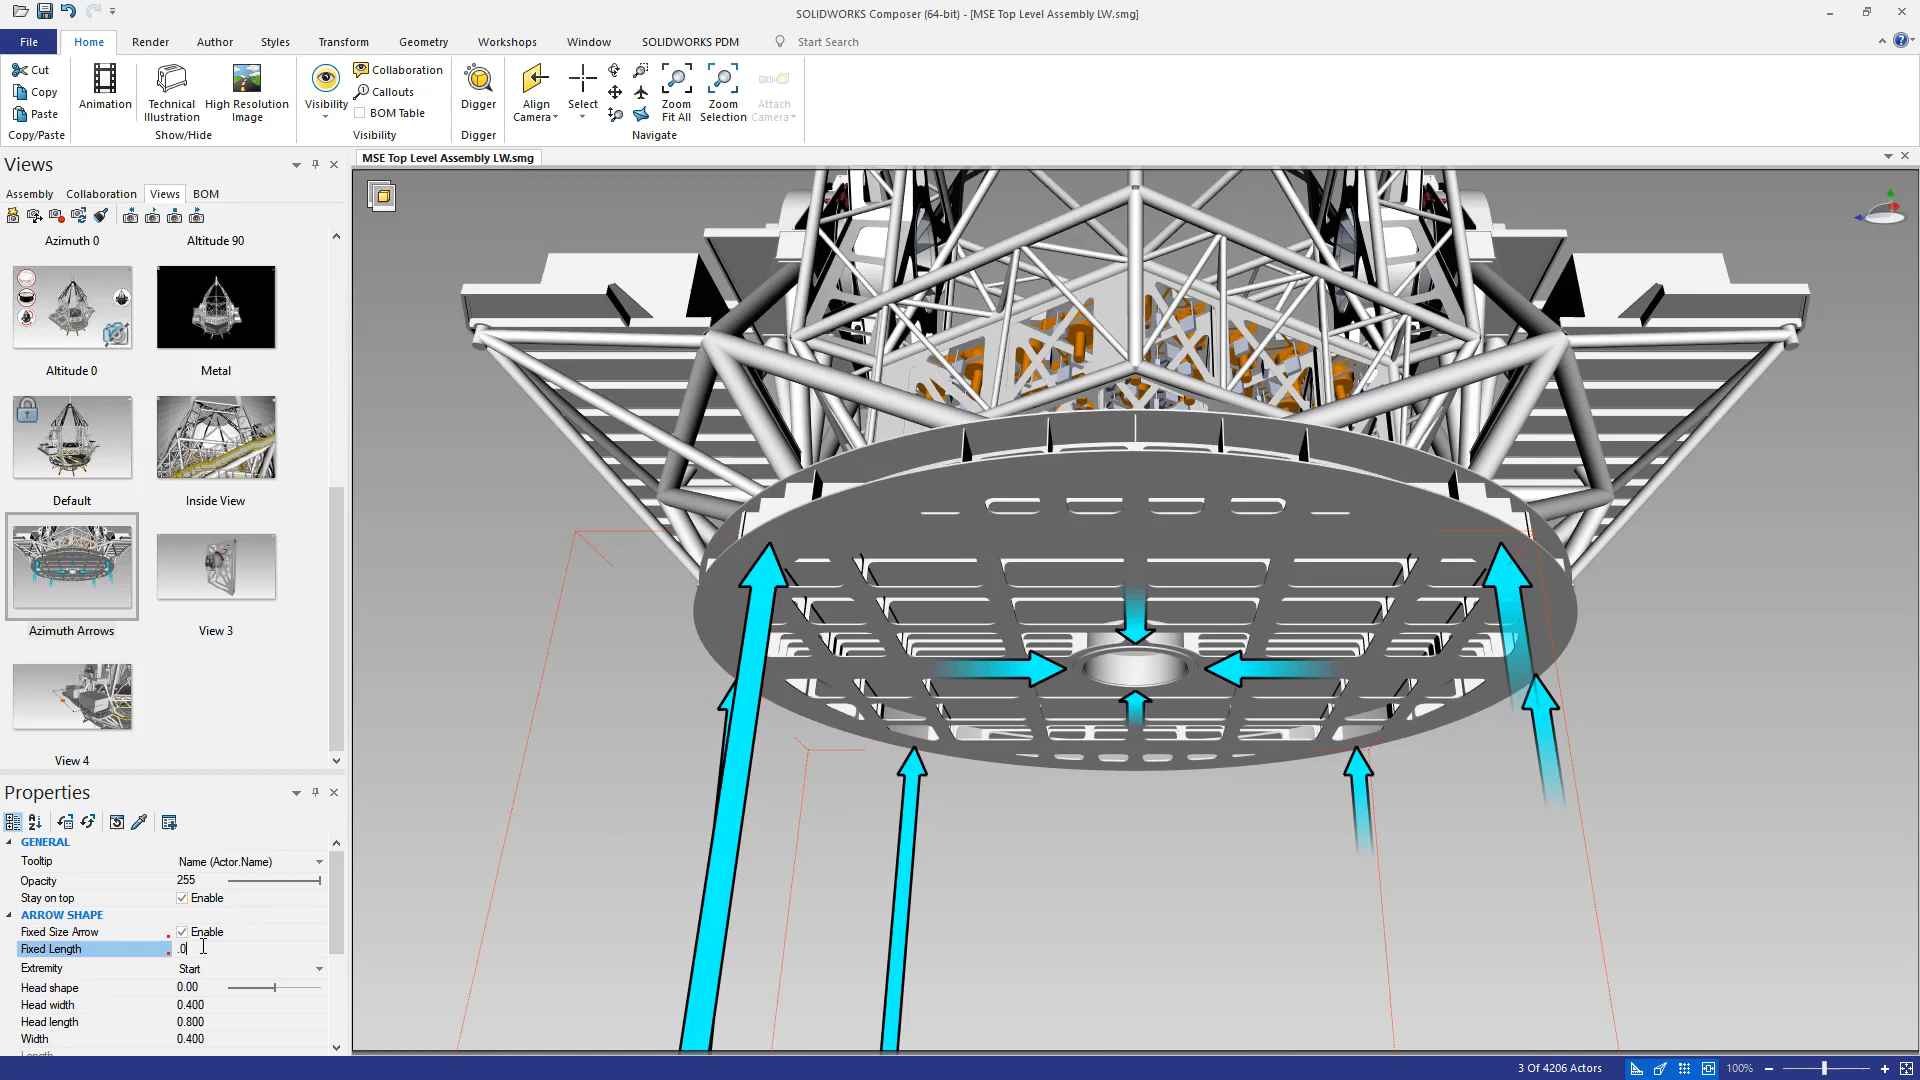 SOLIDWORKS Composer (64-bit) - [MSE Top Level Assembly LW.smg]
File Home Render Author Styles Transform Geometry Workshops Window SOLIDWORKS PDM Start Search
Cut
Copy
Paste
Copy/Paste
Animation
Technical Illustration
High Resolution Image
Show/Hide
Visibility
Collaboration
Callouts
BOM Table
Visibility
Digger
Digger
Align Camera
Select
Zoom Fit All
Zoom Selection
Attach Camera
Navigate
Views
MSE Top Level Assembly LW.smg
Assembly Collaboration Views BOM
Azimuth 0 Altitude 90
Altitude 0 Metal
Default Inside View
Azimuth Arrows View 3
View 4
Properties
GENERAL
Tooltip Name (Actor.Name)
Opacity 255
Stay on top Enable
ARROW SHAPE
Fixed Size Arrow Enable
Fixed Length .0
Extremity Start
Head shape 0.00
Head width 0.400
Head length 0.800
Width 0.400
Length
3 Of 4206 Actors 100%